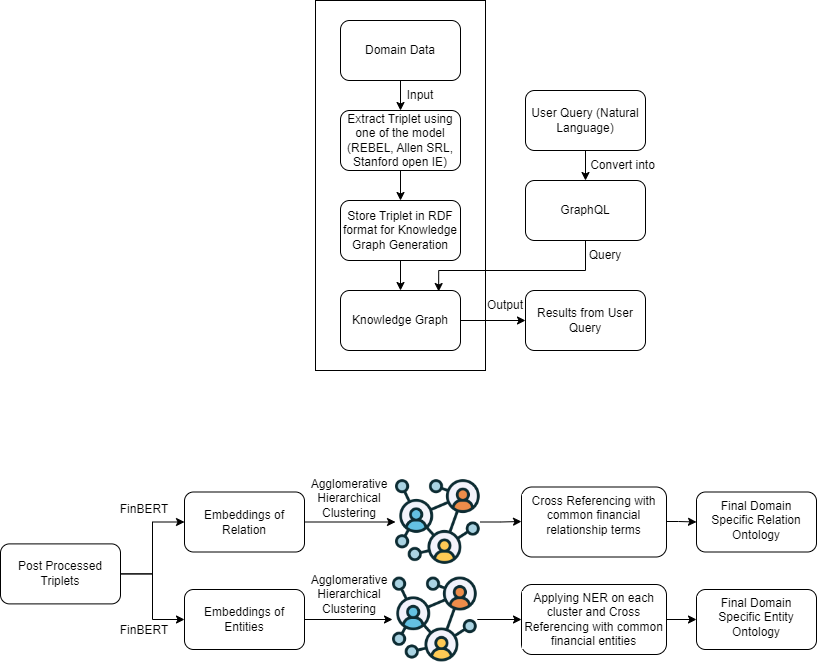 Domain Data
Input
Extract Triplet using
one of the model
(REBEL, Allen SRL,
Stanford open IE)
Store Triplet in RDF
format for Knowledge
Graph Generation
Knowledge Graph
User Query (Natural
Language)
Convert into
GraphQL
Query
Output
Results from User
Query
Post Processed
Triplets
FinBERT
Embeddings of
Relation
Agglomerative
Hierarchical
Clustering
Cross Referencing with
common financial
relationship terms
Final Domain
Specific Relation
Ontology
FinBERT
Embeddings of
Entities
Agglomerative
Hierarchical
Clustering
Applying NER on each
cluster and Cross
Referencing with common
financial entities
Final Domain
Specific Entity
Ontology